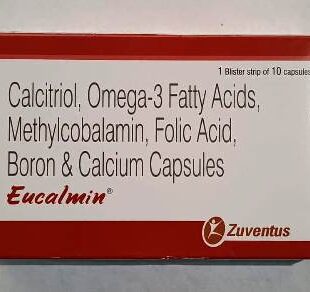 1 Blister strip of 10 capsules
Calcitriol, Omega-3 Fatty Acids,
Methylcobalamin, Folic Acid,
Boron & Calcium Capsules
Eucalmin®
Zuventus